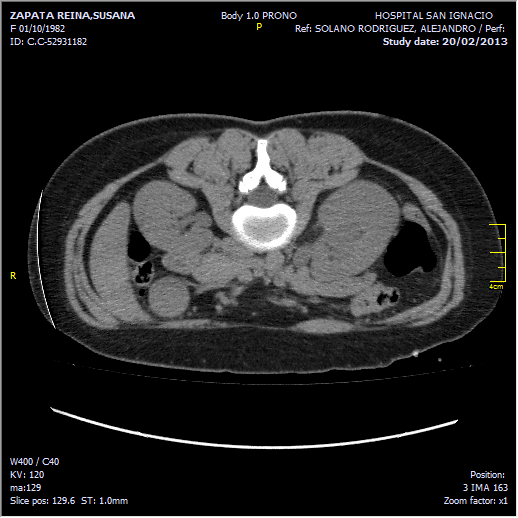 ZAPATA REINA,SUSANA
F 01/10/1982
ID: C.C-52931182
Body 1.0 PRONO
P
HOSPITAL SAN IGNACIO
Ref: SOLANO RODRIGUEZ, ALEJANDRO / Perf:
Study date: 20/02/2013
R
4cm
W400 / C40
KV: 120
ma:129
Slice pos: 129.6 ST: 1.0mm
Position:
3 IMA 163
Zoom factor: x1